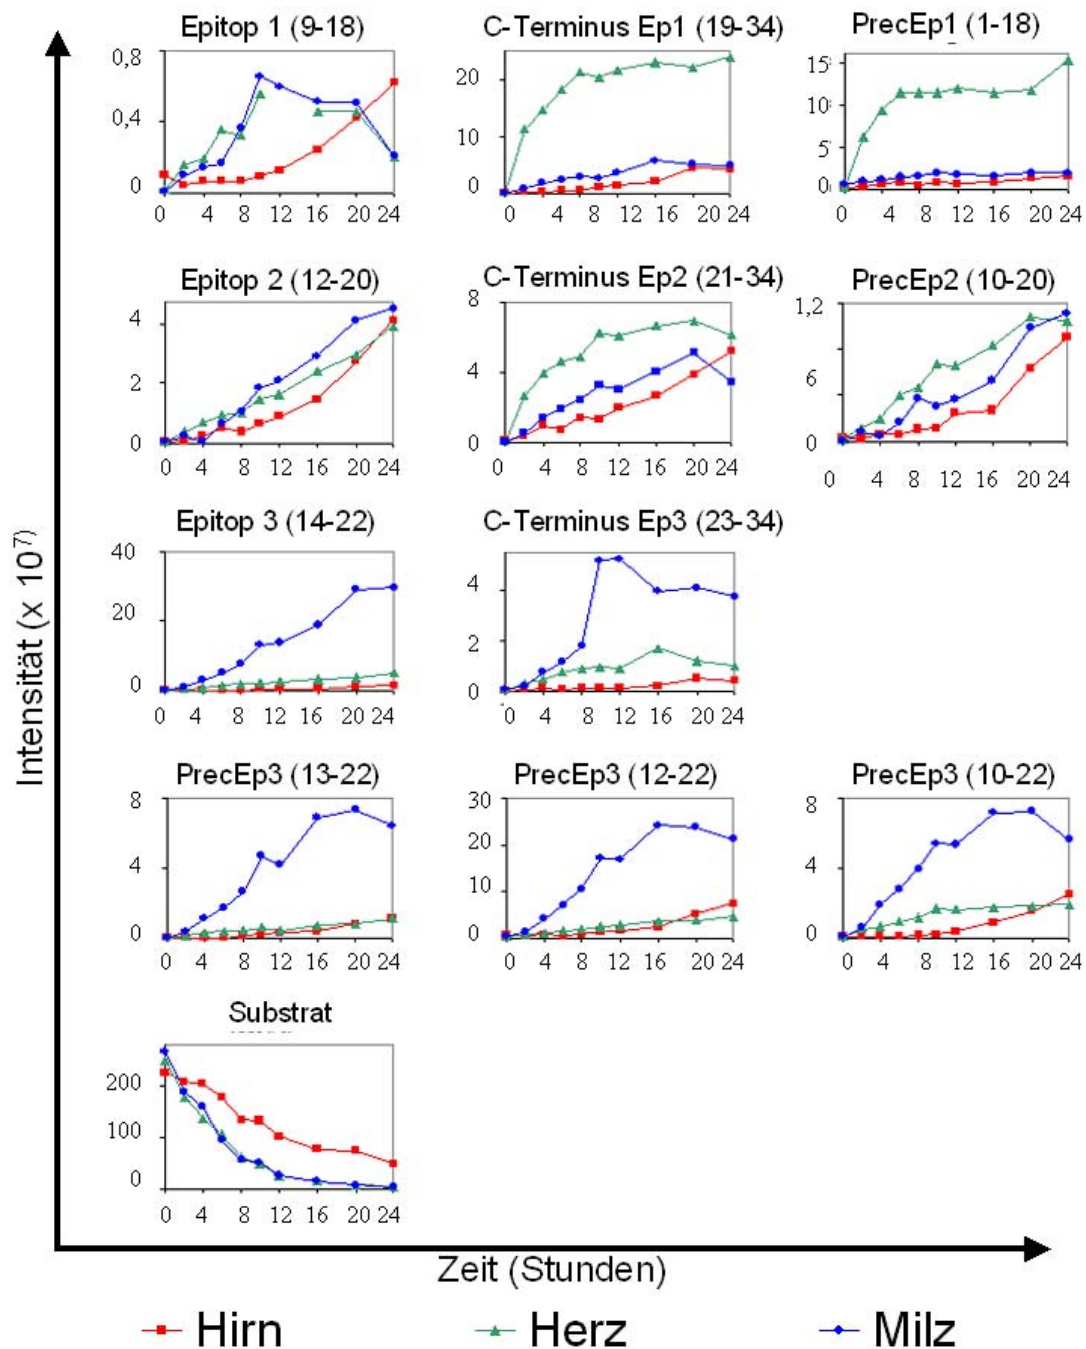 Epitop 1 (9-18) C-Terminus Ep1 (19-34) PrecEp1 (1-18)
0,8 20 15
0,4 10 10
5
0 0 0
0 4 8 12 16 20 24 0 4 8 12 16 20 24 0 4 8 12 16 20 24
Epitop 2 (12-20) C-Terminus Ep2 (21-34) PrecEp2 (10-20)
4 8 1,2
2 4 6
0 0 0
0 4 8 12 16 20 24 0 4 8 12 16 20 24 0 4 8 12 16 20 24
Epitop 3 (14-22) C-Terminus Ep3 (23-34)
40 4
20 2
0 0
0 4 8 12 16 20 24 0 4 8 12 16 20 24
PrecEp3 (13-22) PrecEp3 (12-22) PrecEp3 (10-22)
8 30 8
4 20 4
10
0 0 0
0 4 8 12 16 20 24 0 4 8 12 16 20 24 0 4 8 12 16 20 24
Substrat
200
100
0
0 4 8 12 16 20 24
Intensität (x 10⁷)
Zeit (Stunden)
Hirn Herz Milz